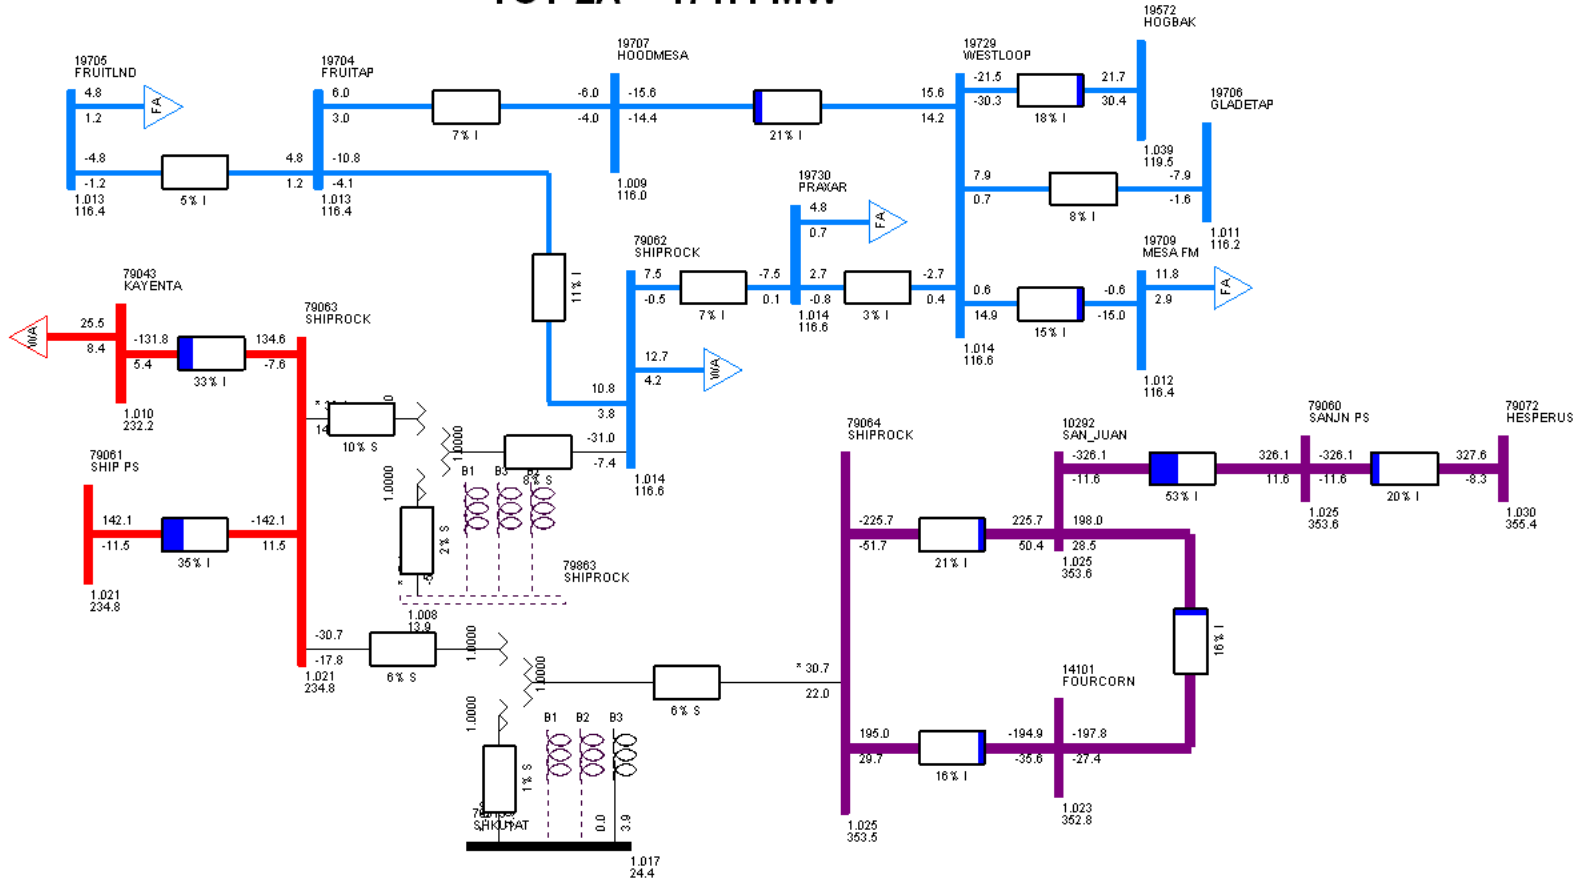 19572
HOGBAK
19705
FRUITLND
19704
FRUITAP
19707
HOODMESA
19729
WESTLOOP
4.8
1.2
FA
6.0
3.0
7% I
-6.0
-4.0
-15.6
-14.4
21% I
15.6
14.2
-21.5
-30.3
18% I
21.7
30.4
19706
GLADETAP
1.039
119.5
-4.8
-1.2
5% I
4.8
1.2
-10.8
-4.1
1.013
116.4
1.013
116.4
1.009
116.0
19730
PRAXAR
4.8
0.7
FA
7.9
0.7
8% I
-7.9
-1.6
1.011
116.2
79062
SHIPROCK
19709
MESA FM
11% I
7.5
-0.5
7% I
-7.5
0.1
2.7
-0.8
3% I
-2.7
0.4
1.014
116.6
0.6
14.9
15% I
-0.6
-15.0
11.8
2.9
FA
1.014
116.6
1.012
116.4
79043
KAYENTA
79063
SHIPROCK
WA
25.5
8.4
-131.8
5.4
33% I
134.6
-7.6
1.010
232.2
12.7
4.2
WA
10.8
3.8
10% S
1.0000
8% S
-31.0
-7.4
1.014
116.6
79061
SHIP PS
142.1
-11.5
35% I
-142.1
11.5
1.021
234.8
1.0000
2% S
B1
B3
B2
79863
SHIPROCK
1.008
13.9
-30.7
-17.8
6% S
1.0000
1.021
234.8
1.0000
6% S
* 30.7
22.0
1.0000
1% S
B1
B2
B3
0.0
3.9
1.017
24.4
79064
SHIPROCK
10292
SAN_JUAN
79060
SANJN PS
79072
HESPERUS
-326.1
-11.6
53% I
326.1
11.6
-326.1
-11.6
20% I
327.6
-8.3
1.025
353.6
1.030
355.4
-225.7
-51.7
21% I
225.7
50.4
198.0
28.5
1.025
353.6
16% I
14101
FOURCORN
195.0
29.7
16% I
-194.9
-35.6
-197.8
-27.4
1.023
352.8
1.025
353.5